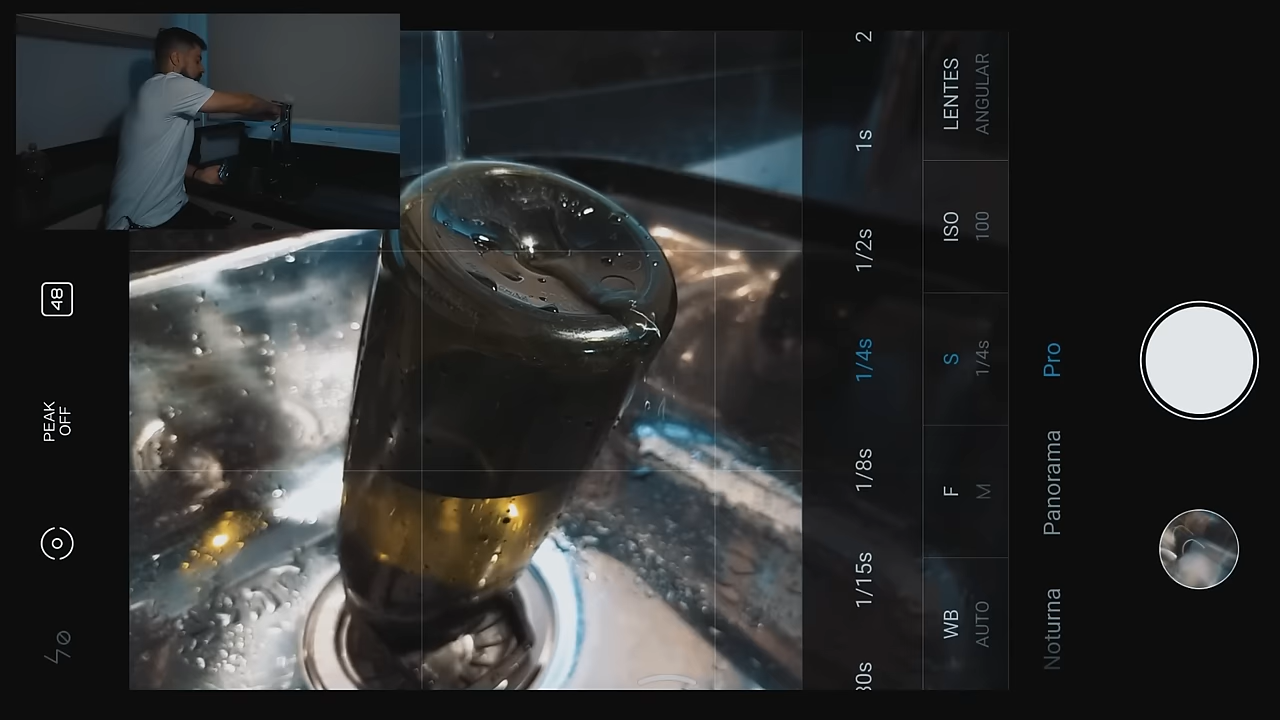 48
PEAK
OFF
2
1s
1/2s
1/4s
1/8s
1/15s
LENTES
ANGULAR
ISO
100
S
1/4s
F
M
WB
AUTO
Pro
Panorama
Noturna